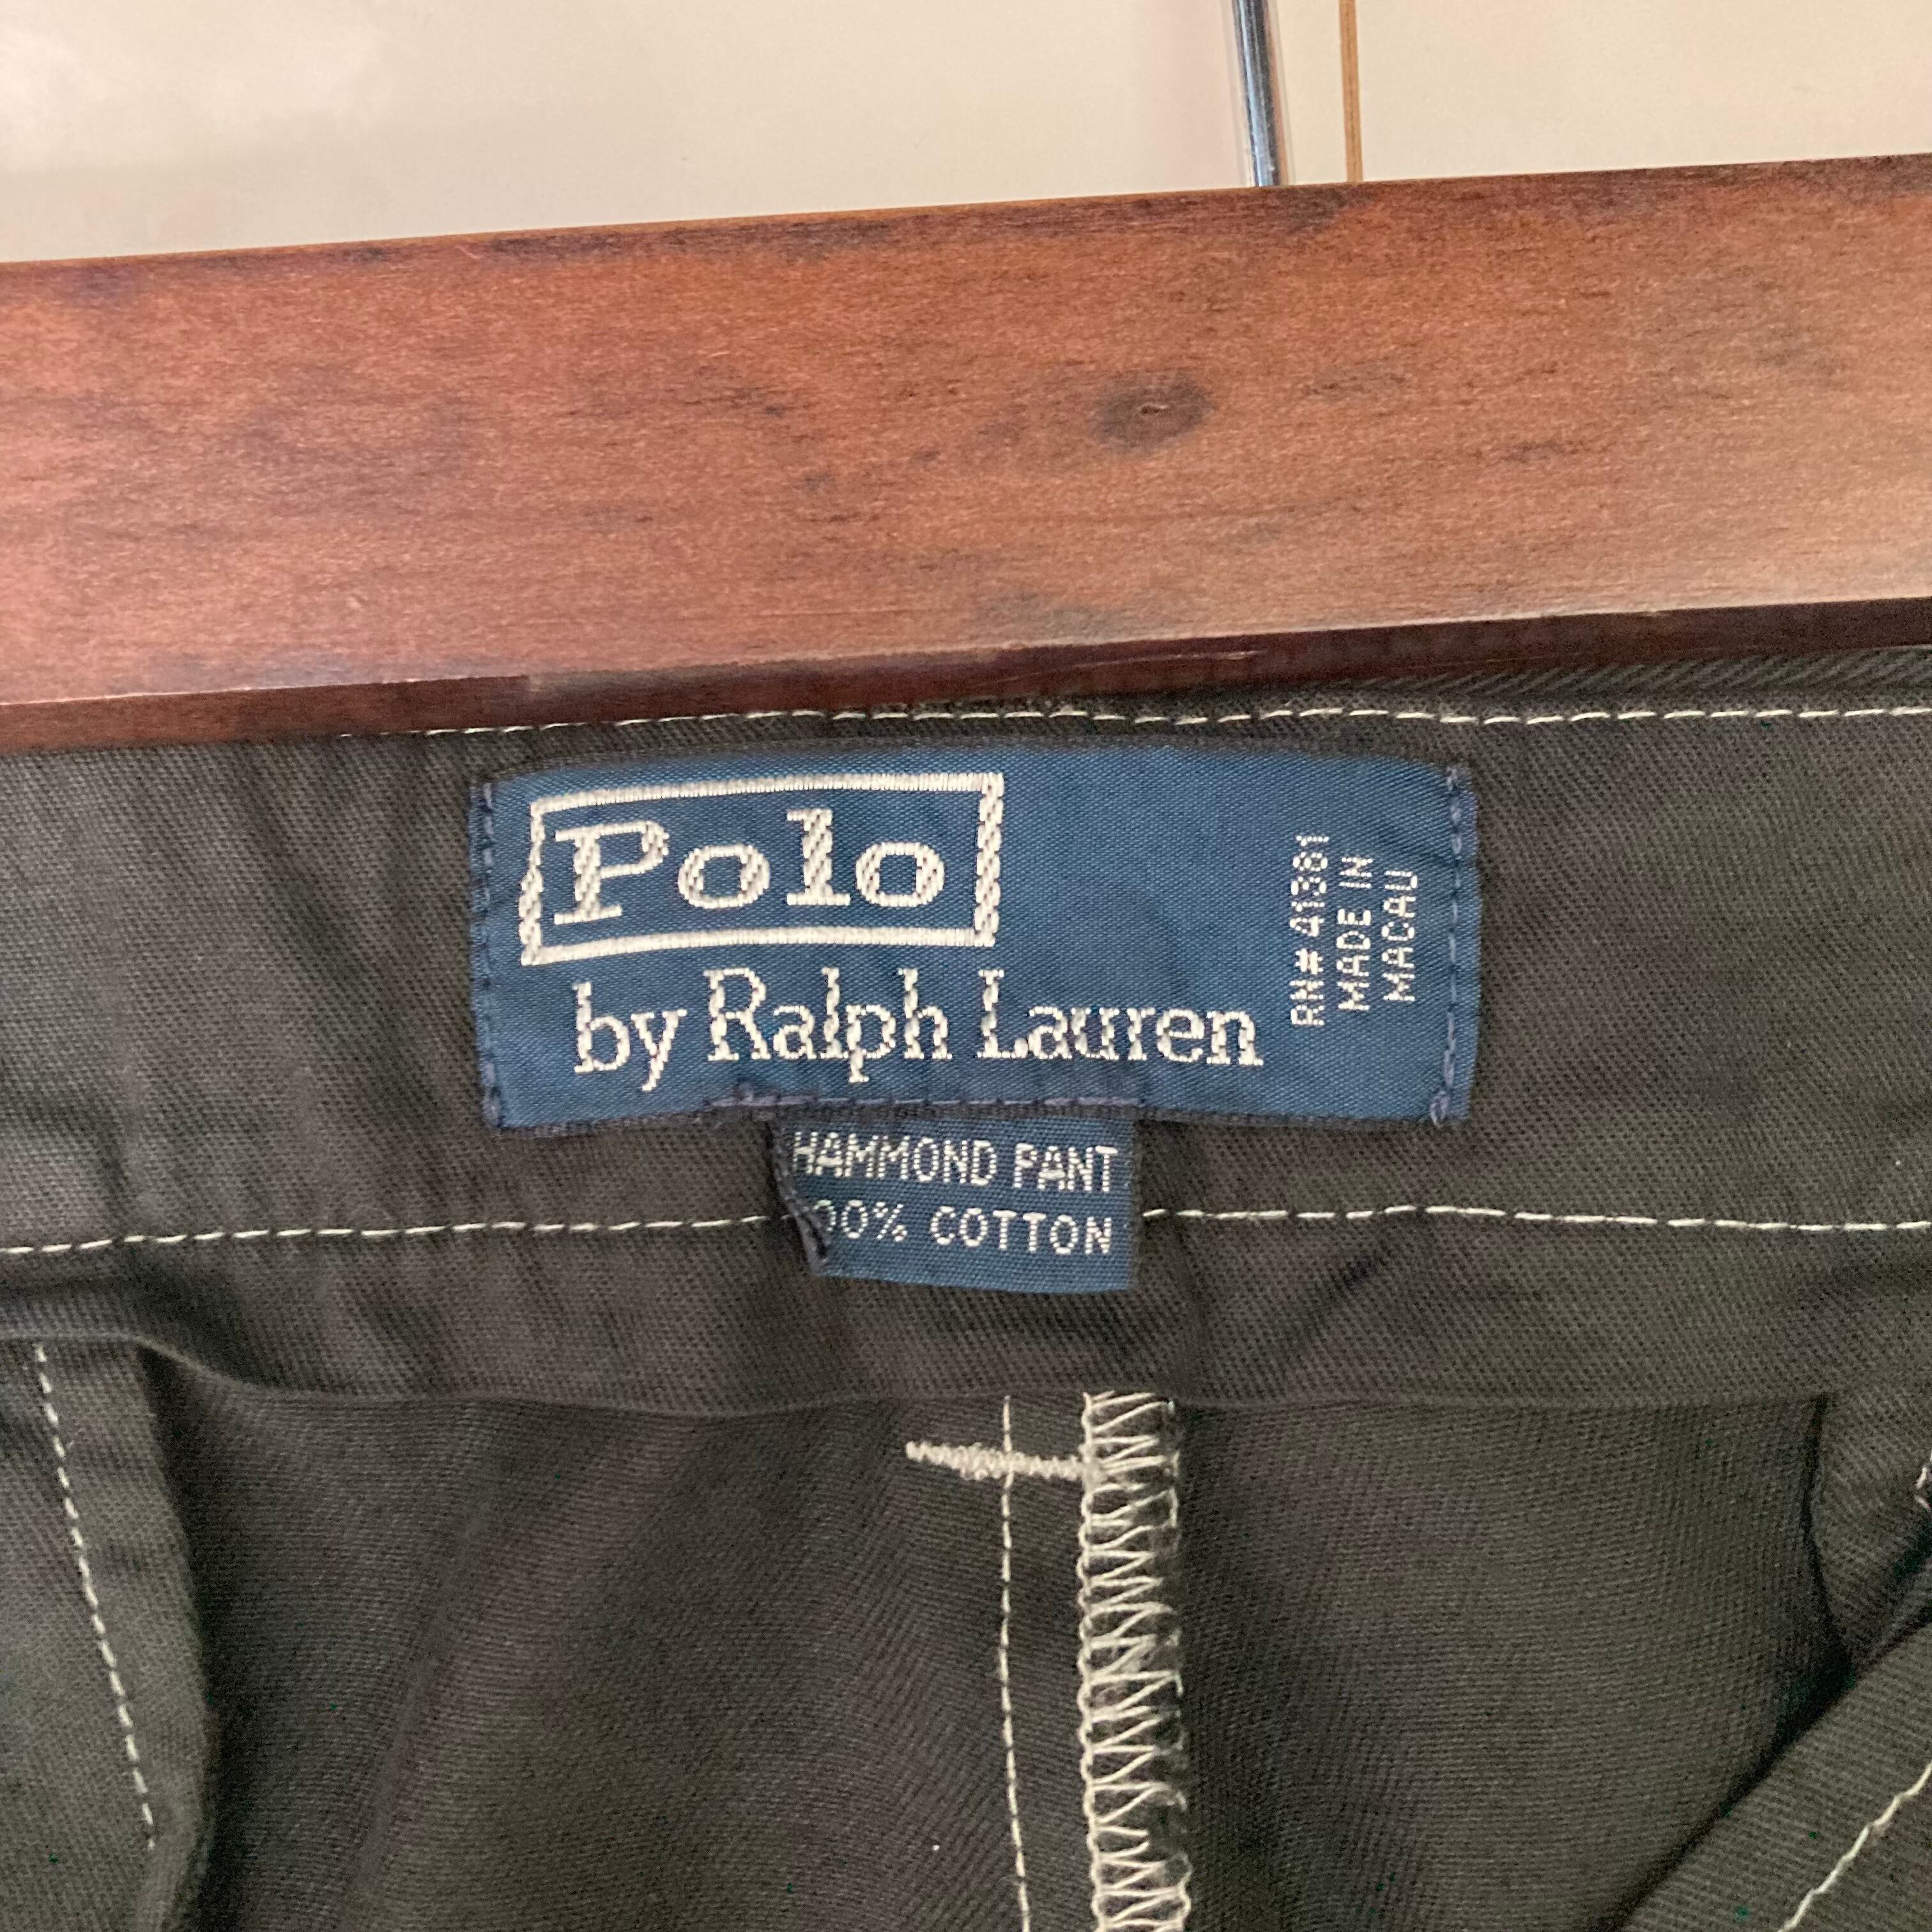 Polo
by Ralph Lauren
RN# 41381
MADE IN
MACAU
HAMMOND PANT
00% COTTON